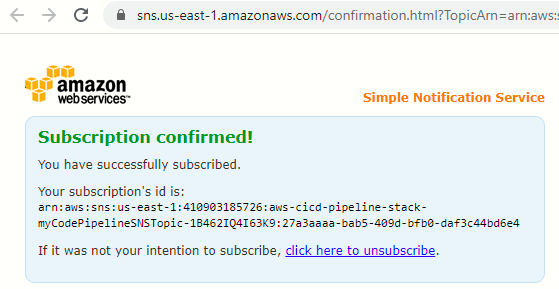 sns.us-east-1.amazonaws.com/confirmation.html?TopicArn=arn:aws:s
amazon
web services™
Simple Notification Service
Subscription confirmed!
You have successfully subscribed.
Your subscription's id is:
arn:aws:sns:us-east-1:410903185726:aws-cicd-pipeline-stack-
myCodePipelineSNSTopic-1B462IQ4I63K9:27a3aaaa-bab5-409d-bfb0-daf3c44bd6e4
If it was not your intention to subscribe, click here to unsubscribe.